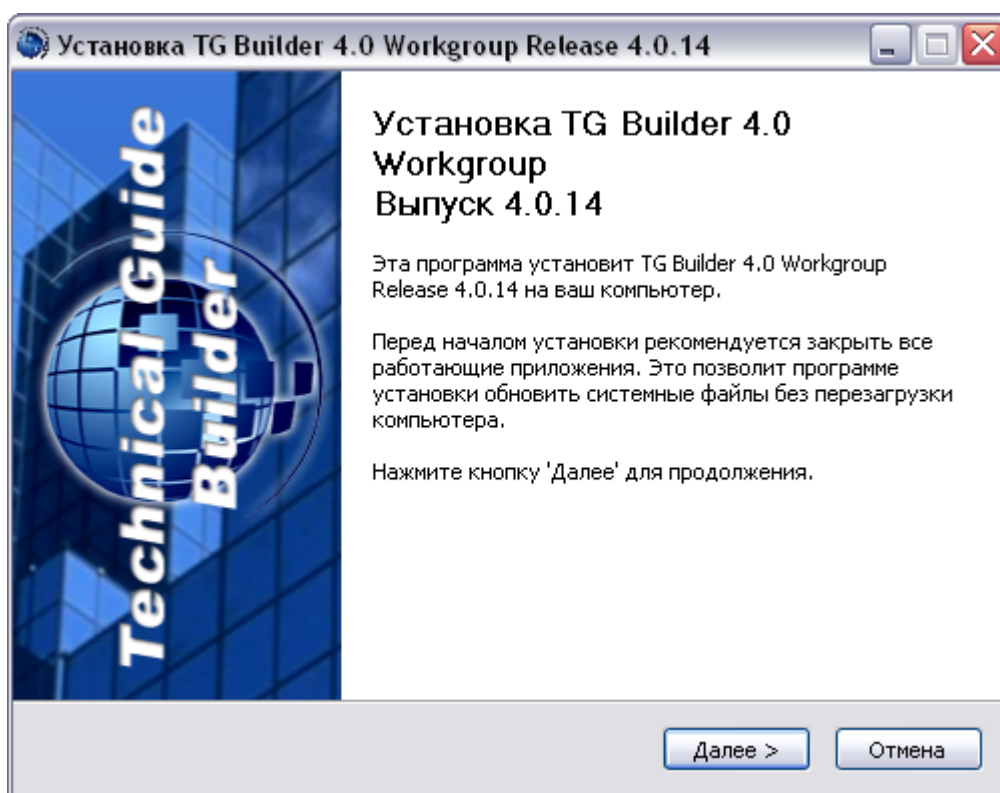 Установка TG Builder 4.0 Workgroup Release 4.0.14
Technical Guide
Builder
Установка TG Builder 4.0
Workgroup
Выпуск 4.0.14
Эта программа установит TG Builder 4.0 Workgroup
Release 4.0.14 на ваш компьютер.
Перед началом установки рекомендуется закрыть все
работающие приложения. Это позволит программе
установки обновить системные файлы без перезагрузки
компьютера.
Нажмите кнопку 'Далее' для продолжения.
Далее >
Отмена